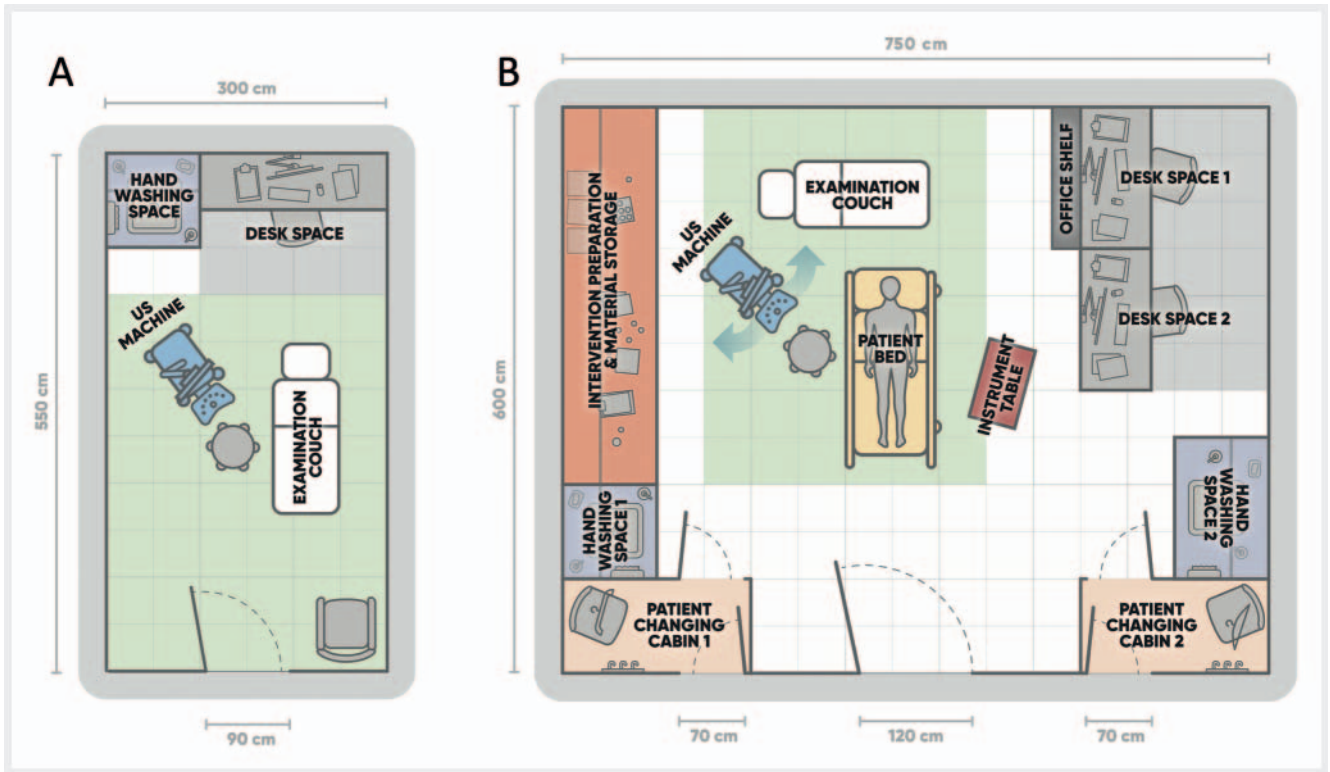 A
300 cm
550 cm
HAND
WASHING
SPACE
DESK SPACE
US
MACHINE
EXAMINATION
COUCH
90 cm
B
750 cm
600 cm
INTERVENTION PREPARATION
& MATERIAL STORAGE
US
MACHINE
EXAMINATION
COUCH
PATIENT
BED
INSTRUMENT
TABLE
OFFICE SHELF
DESK SPACE 1
DESK SPACE 2
HAND
WASHING
SPACE 1
HAND
WASHING
SPACE 2
PATIENT
CHANGING
CABIN 1
PATIENT
CHANGING
CABIN 2
70 cm
120 cm
70 cm